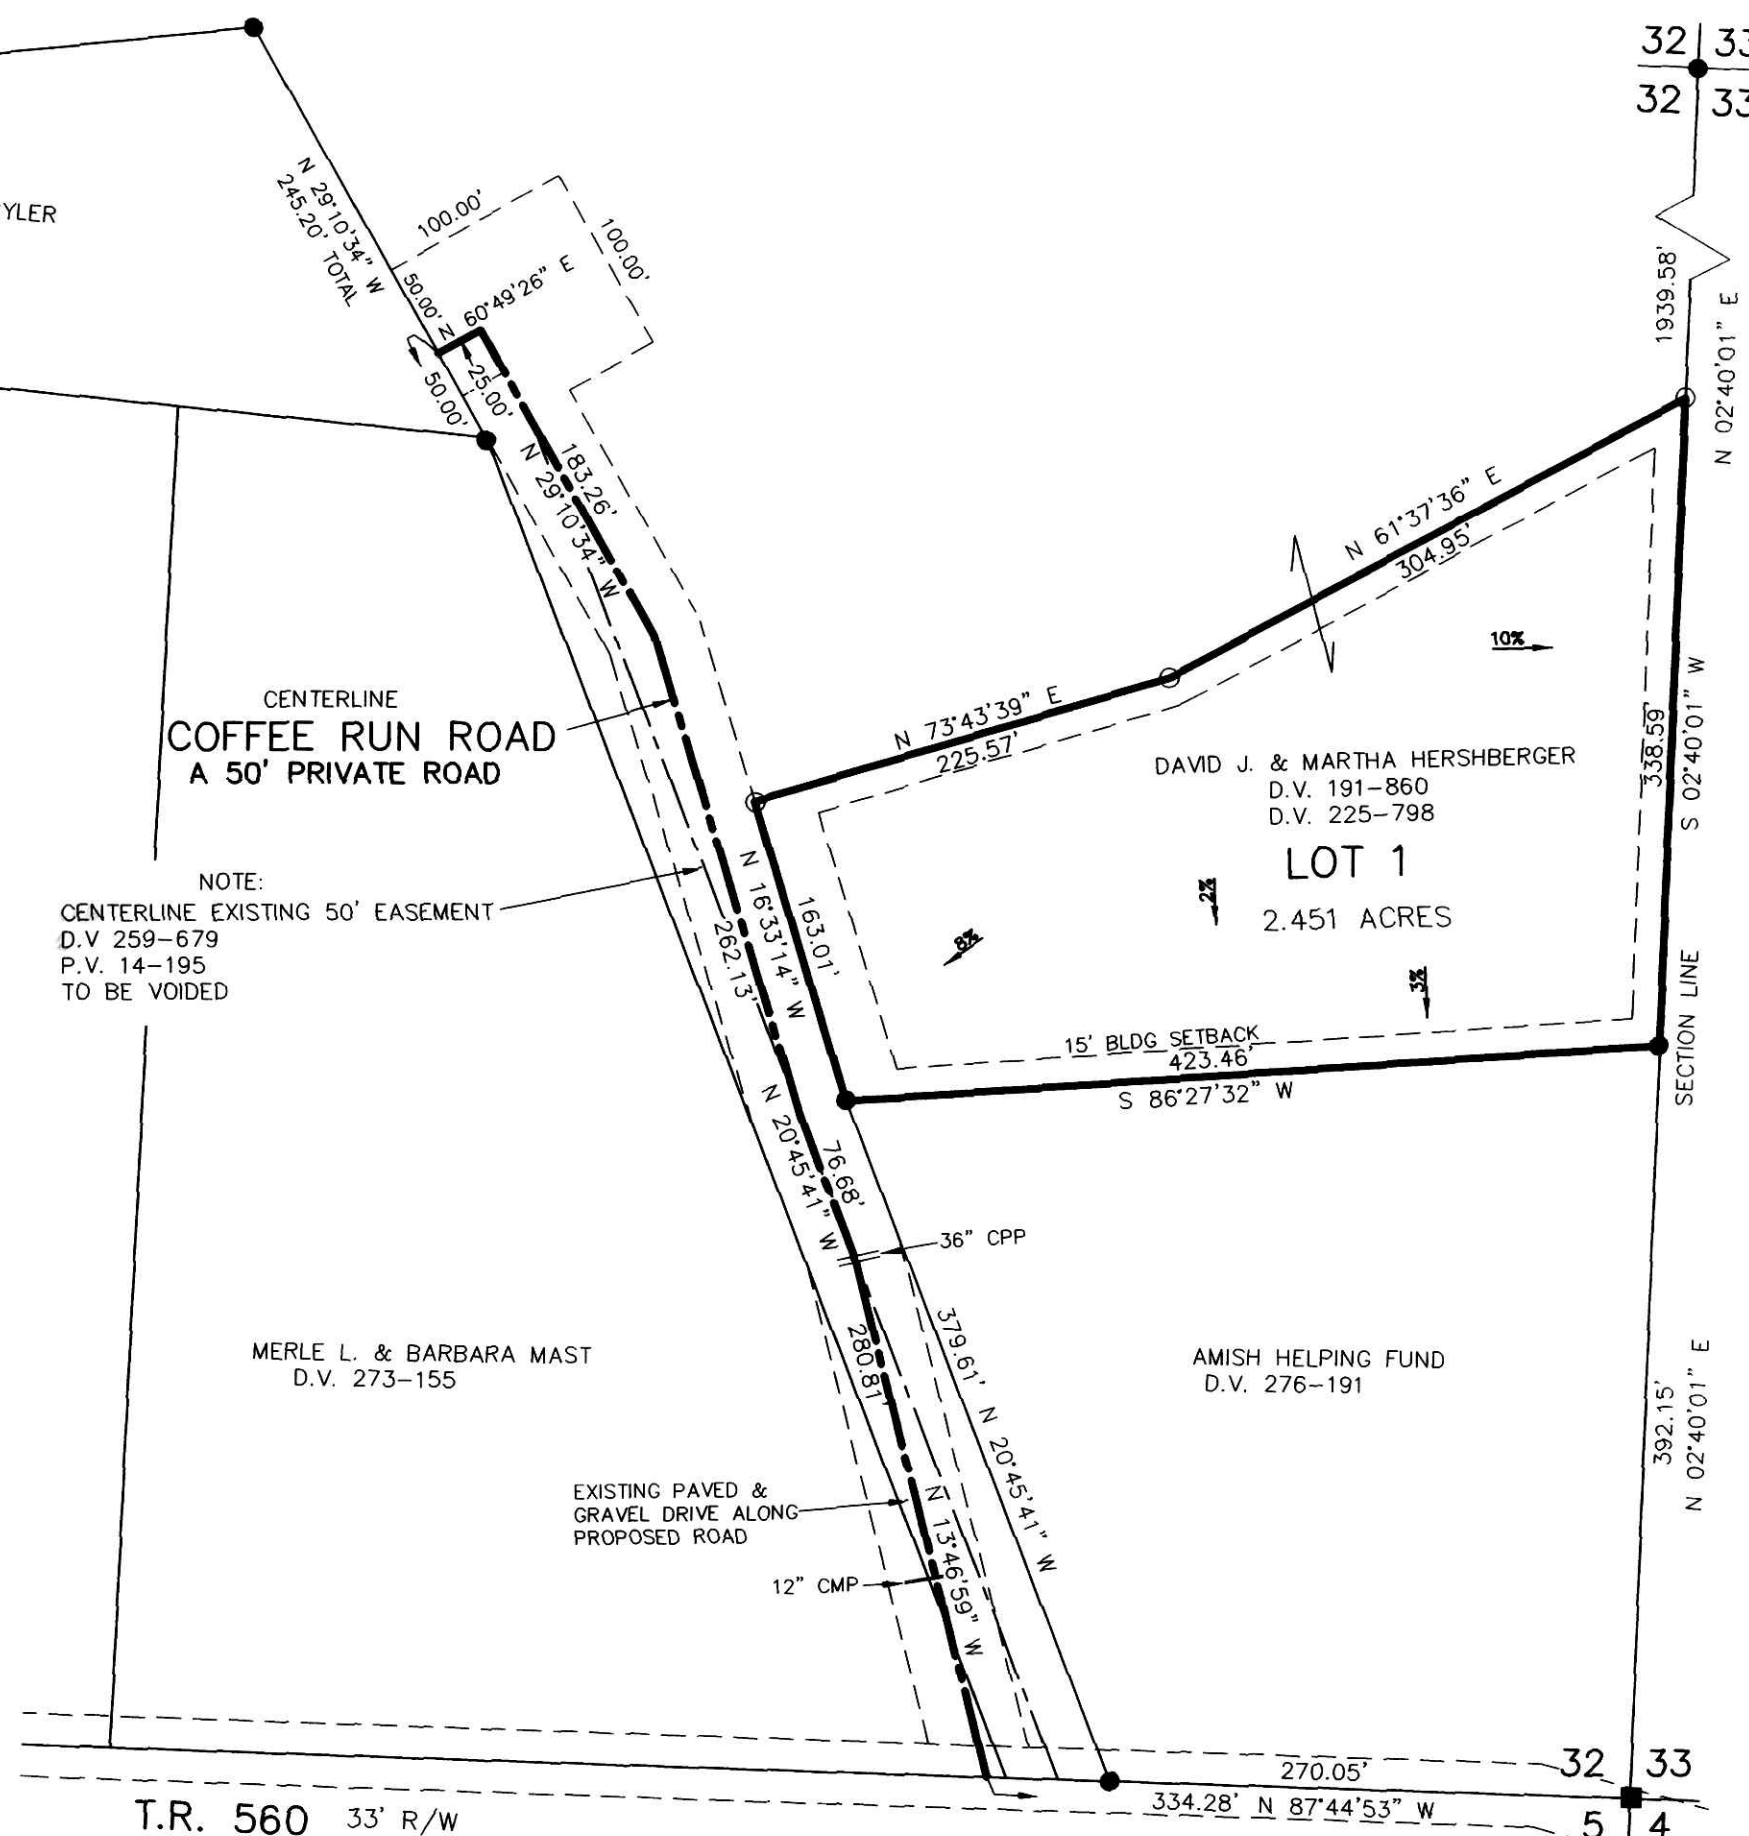 32 33
32 33
YLER
N 29°10'34" W
245.20' TOTAL
100.00'
100.00'
50.00'
N 60°49'26" E
50.00'
25.00'
183.26'
N 29°10'34" W
1939.58'
N 02°40'01" E
N 61°37'36" E
304.95'
10%
CENTERLINE
COFFEE RUN ROAD
A 50' PRIVATE ROAD
N 73°43'39" E
225.57'
DAVID J. & MARTHA HERSHBERGER
D.V. 191-860
D.V. 225-798
LOT 1
2.451 ACRES
338.59'
S 02°40'01" W
NOTE:
CENTERLINE EXISTING 50' EASEMENT
D.V 259-679
P.V. 14-195
TO BE VOIDED
N 16°33'14" W
163.01'
262.13'
8%
2%
3%
15' BLDG SETBACK
423.46'
S 86°27'32" W
SECTION LINE
N 20°45'41" W
76.68'
36" CPP
MERLE L. & BARBARA MAST
D.V. 273-155
280.81'
379.61' N 20°45'41" W
AMISH HELPING FUND
D.V. 276-191
392.15'
N 02°40'01" E
EXISTING PAVED &
GRAVEL DRIVE ALONG
PROPOSED ROAD
12" CMP
N 13°46'59" W
270.05'
32 33
334.28' N 87°44'53" W
5 4
T.R. 560 33' R/W